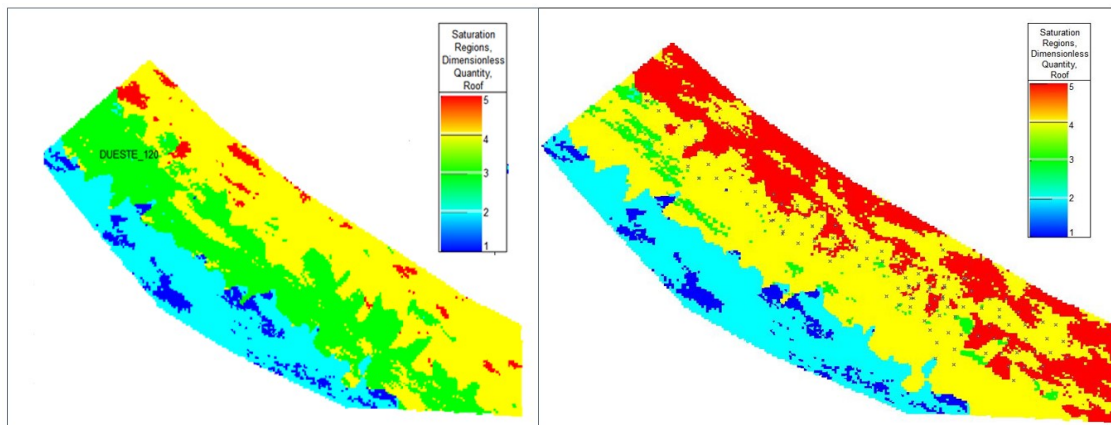 Saturation
Regions,
Dimensionless
Quantity,
Roof
5
4
3
2
1
DUESTE_120
Saturation
Regions,
Dimensionless
Quantity,
Roof
5
4
3
2
1